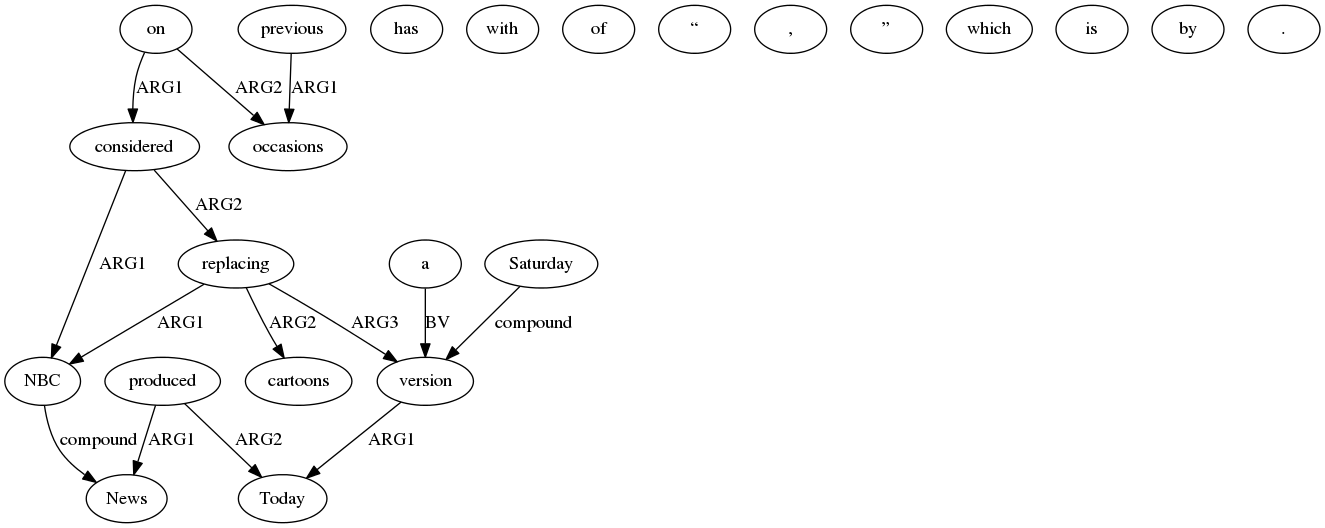 on previous has with of “ , ” which is by .
ARG1 ARG2 ARG1
considered occasions
ARG2
replacing a Saturday
ARG1
ARG1 ARG2 ARG3 BV compound
NBC produced cartoons version
compound ARG1 ARG2 ARG1
News Today